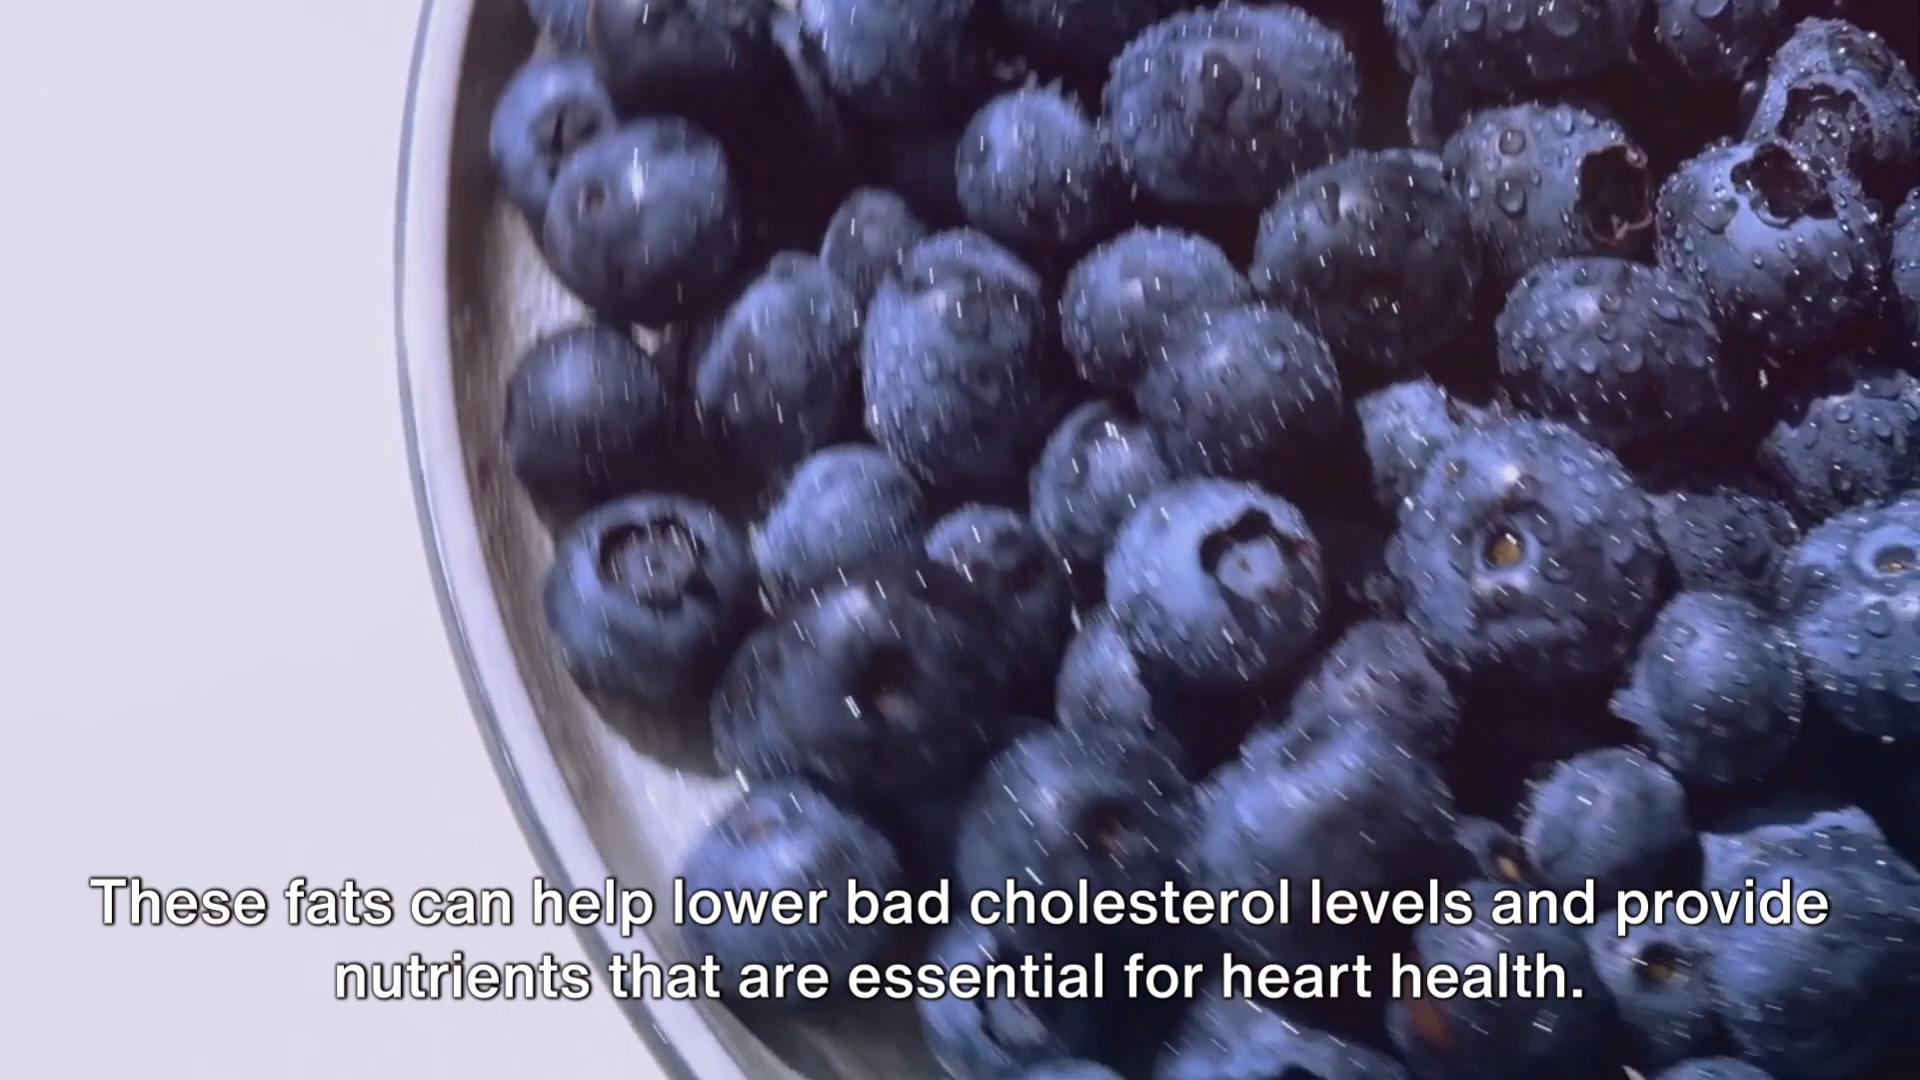 These fats can help lower bad cholesterol levels and provide
nutrients that are essential for heart health.